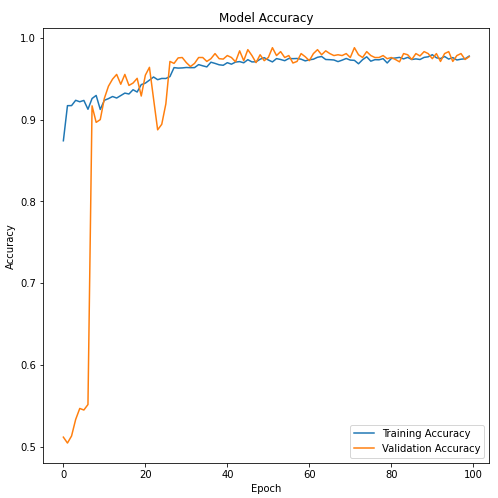 Model Accuracy
1.0
0.9
0.8
0.7
0.6
0.5
Accuracy
0 20 40 60 80 100
Epoch
Training Accuracy
Validation Accuracy